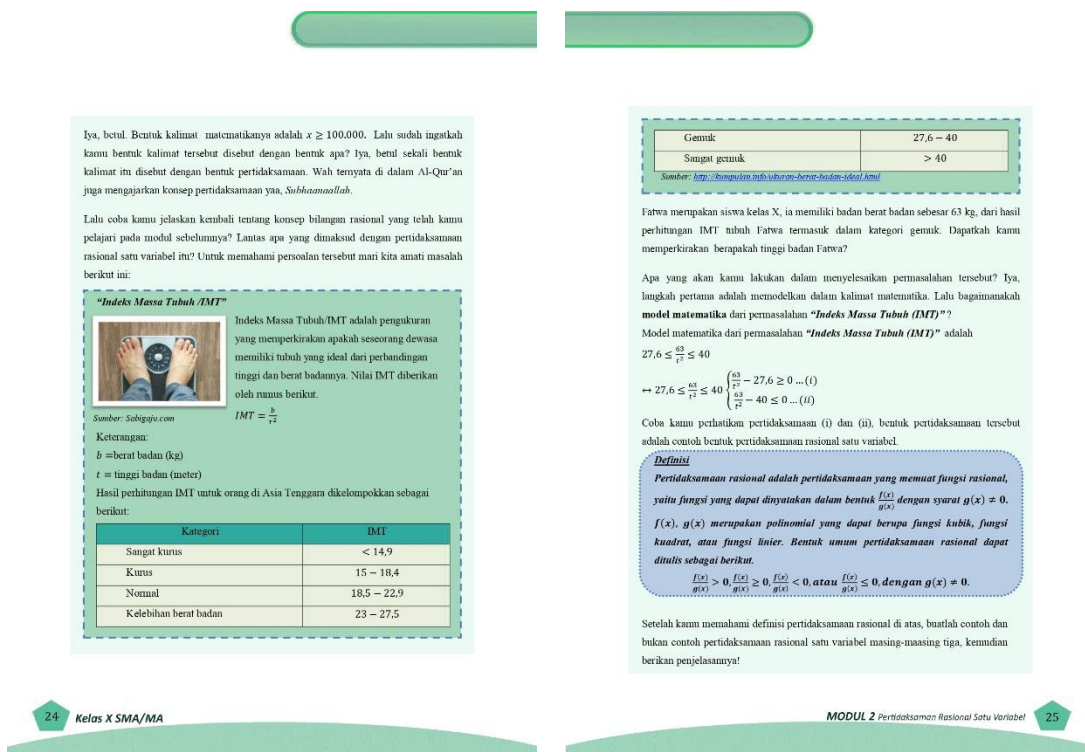 Iya, betul. Bentuk kalimat matematikanya adalah x ≥ 100.000. Lalu sudah ingatkah
kamu bentuk kalimat tersebut disebut dengan bentuk apa? Iya, betul sekali bentuk
kalimat itu disebut dengan bentuk pertidaksamaan. Wah ternyata di dalam Al-Qur'an
juga mengajarkan konsep pertidaksamaan yaa, Subhaanaallah.
Lalu coba kamu jelaskan kembali tentang konsep bilangan rasional yang telah kamu
pelajari pada modul sebelumnya? Lantas apa yang dimaksud dengan pertidaksamaan
rasional satu variabel itu? Untuk memahami persoalan tersebut mari kita amati masalah
berikut ini:
"Indeks Massa Tubuh /IMT"
Indeks Massa Tubuh/IMT adalah pengukuran
yang memperkirakan apakah seseorang dewasa
memiliki tubuh yang ideal dari perbandingan
tinggi dan berat badannya. Nilai IMT diberikan
oleh rumus berikut.
IMT = b/t²
Sumber: Sabigaju.com
Keterangan:
b =berat badan (kg)
t = tinggi badan (meter)
Hasil perhitungan IMT untuk orang di Asia Tenggara dikelompokkan sebagai
berikut:
Kategori IMT
Sangat kurus < 14,9
Kurus 15 − 18,4
Normal 18,5 − 22,9
Kelebihan berat badan 23 − 27,5
24 Kelas X SMA/MA
Gemuk 27,6 − 40
Sangat gemuk > 40
Sumber: http://kumpulan.info/ukuran-berat-badan-ideal.html
Fatwa merupakan siswa kelas X, ia memiliki badan berat badan sebesar 63 kg, dari hasil
perhitungan IMT tubuh Fatwa termasuk dalam kategori gemuk. Dapatkah kamu
memperkirakan berapakah tinggi badan Fatwa?
Apa yang akan kamu lakukan dalam menyelesaikan permasalahan tersebut? Iya,
langkah pertama adalah memodelkan dalam kalimat matematika. Lalu bagaimanakah
model matematika dari permasalahan "Indeks Massa Tubuh (IMT)" ?
Model matematika dari permasalahan "Indeks Massa Tubuh (IMT)" adalah
27,6 ≤ 63/t² ≤ 40
↔ 27,6 ≤ 63/t² ≤ 40 { 63/t² − 27,6 ≥ 0 ... (i)
63/t² − 40 ≤ 0 ... (ii)
Coba kamu perhatikan pertidaksamaan (i) dan (ii), bentuk pertidaksamaan tersebut
adalah contoh bentuk pertidaksamaan rasional satu variabel.
Definisi
Pertidaksamaan rasional adalah pertidaksamaan yang memuat fungsi rasional,
yaitu fungsi yang dapat dinyatakan dalam bentuk f(x)/g(x) dengan syarat g(x) ≠ 0.
f(x), g(x) merupakan polinomial yang dapat berupa fungsi kubik, fungsi
kuadrat, atau fungsi linier. Bentuk umum pertidaksamaan rasional dapat
ditulis sebagai berikut.
f(x)/g(x) > 0, f(x)/g(x) ≥ 0, f(x)/g(x) < 0, atau f(x)/g(x) ≤ 0, dengan g(x) ≠ 0.
Setelah kamu memahami definisi pertidaksamaan rasional di atas, buatlah contoh dan
bukan contoh pertidaksamaan rasional satu variabel masing-maasing tiga, kemudian
berikan penjelasannya!
MODUL 2 Pertidaksaman Rasional Satu Variabel 25